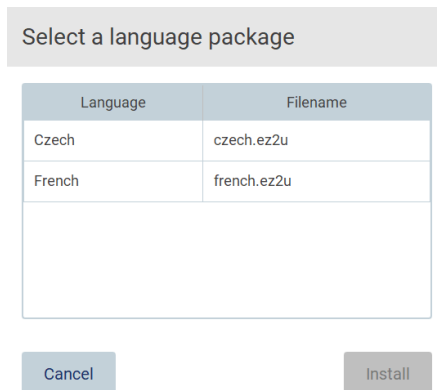 Select a language package
Language Filename
Czech czech.ez2u
French french.ez2u
Cancel Install